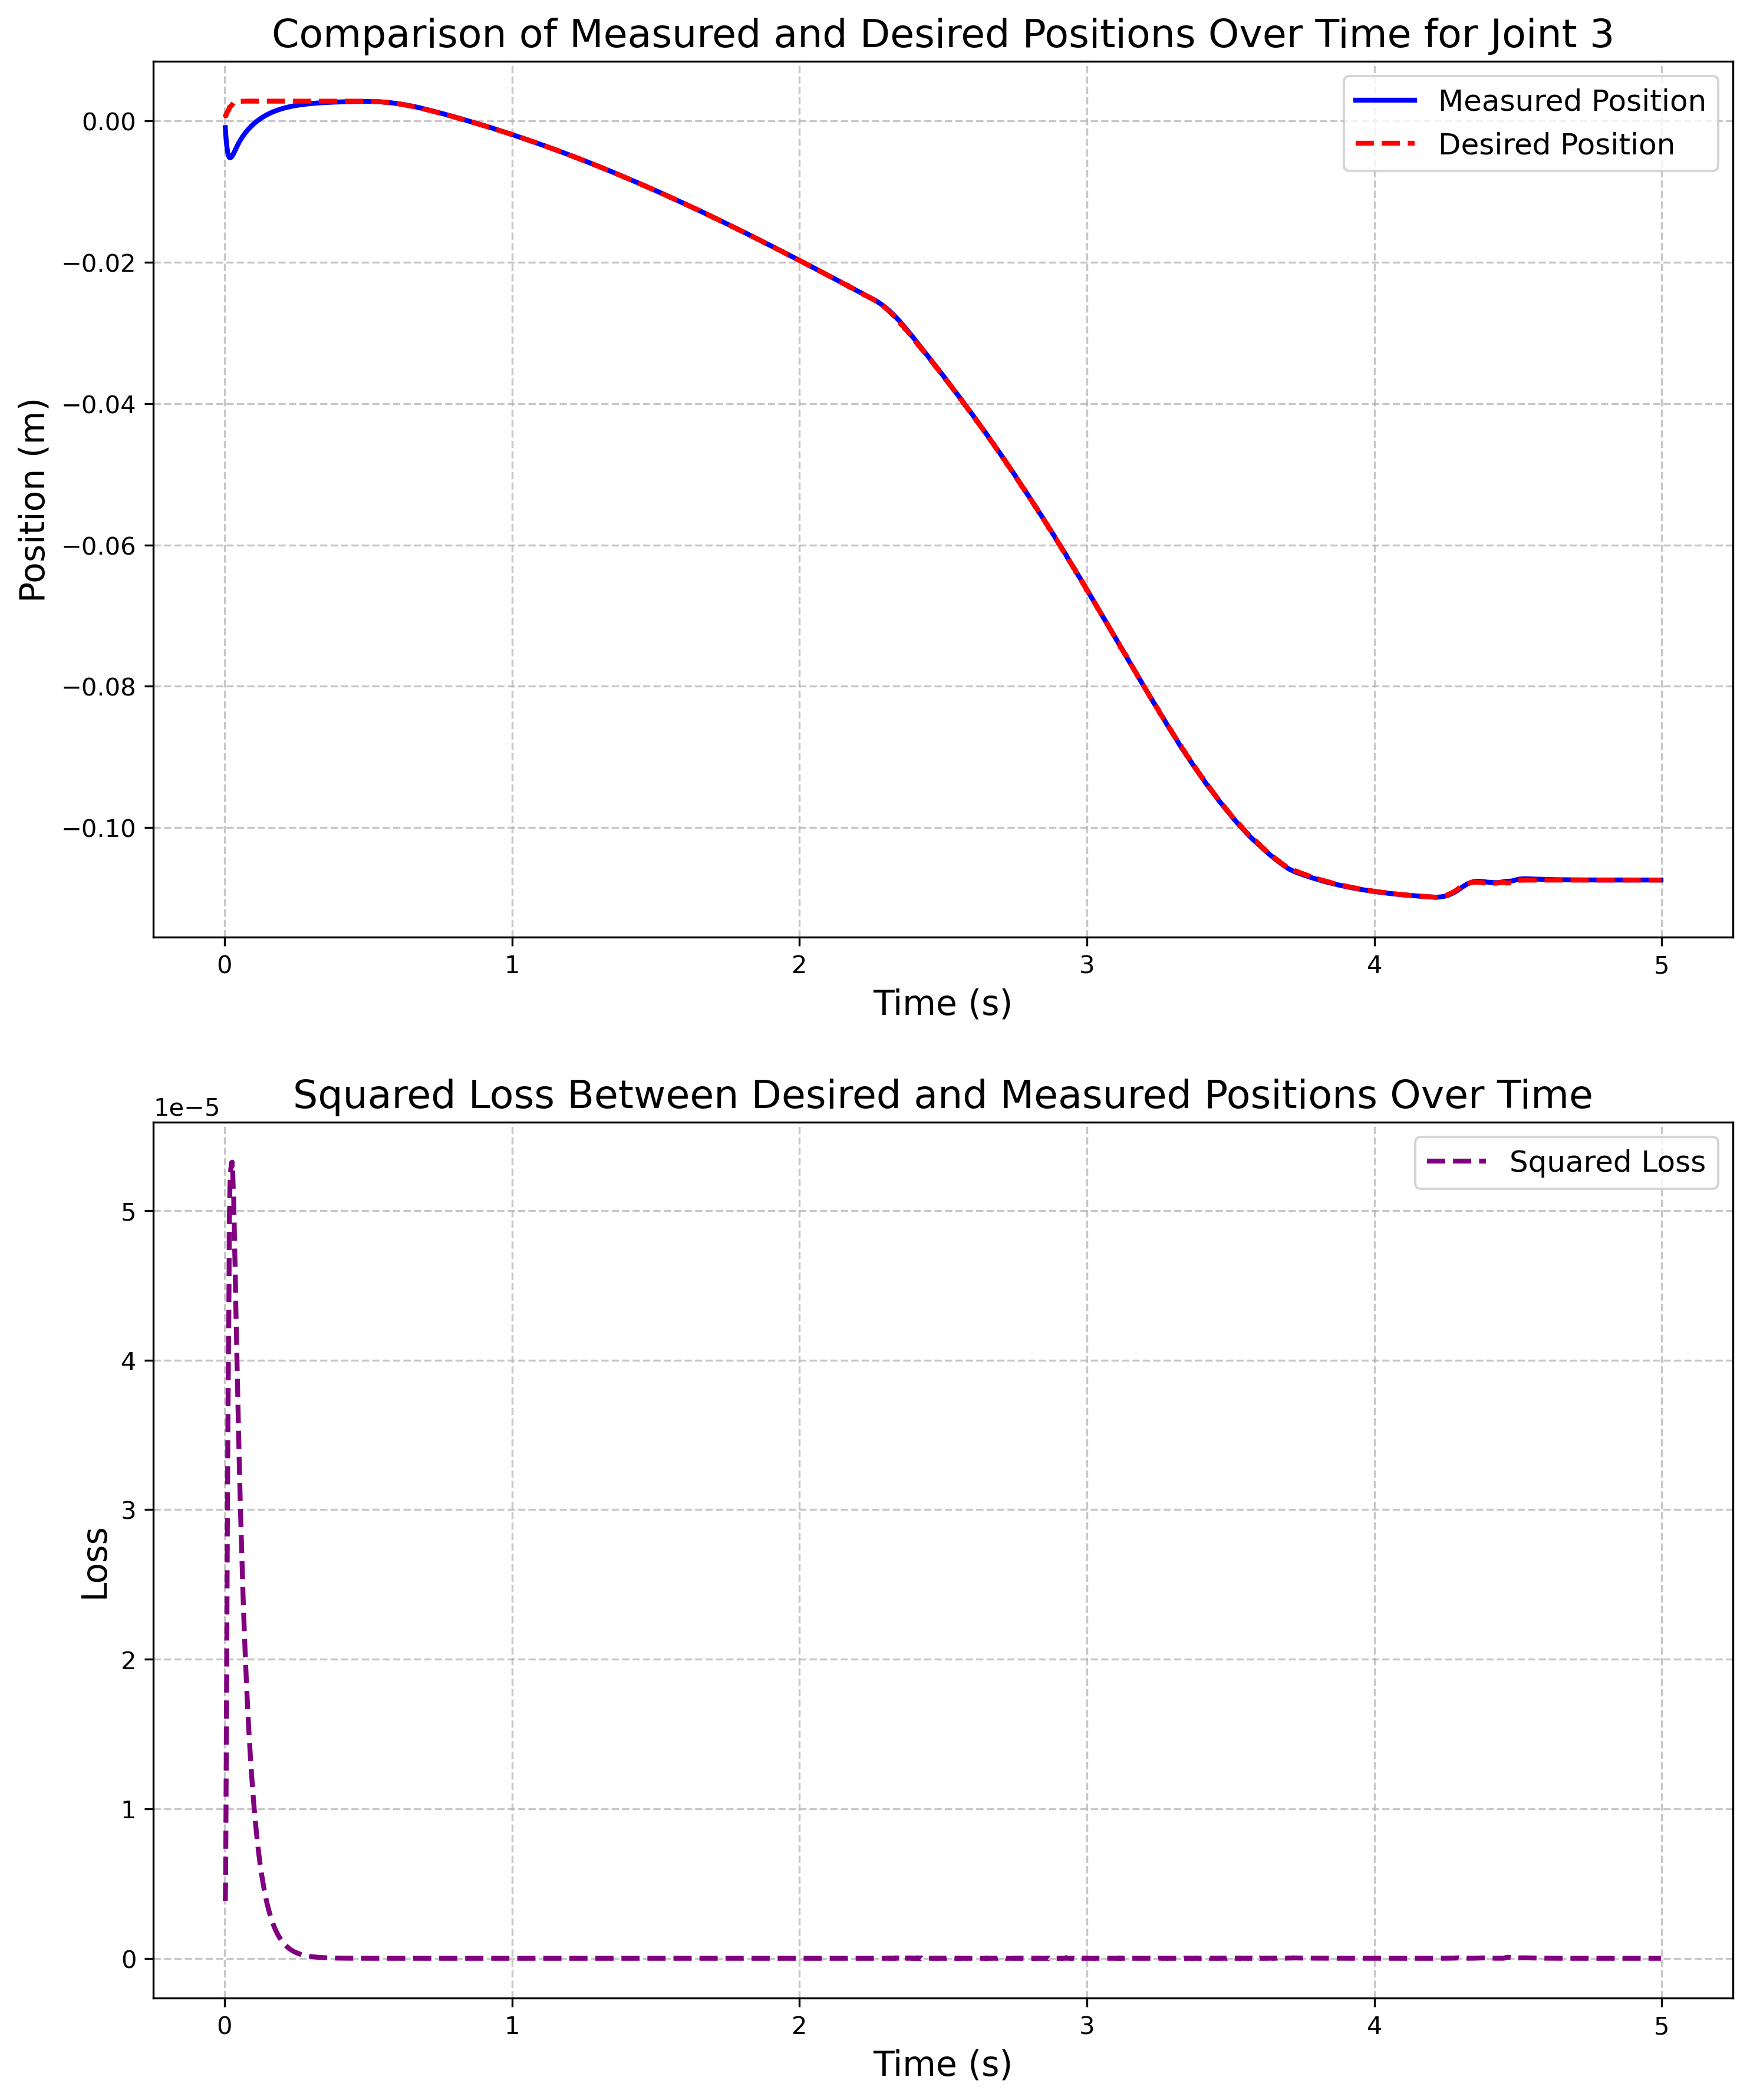 Comparison of Measured and Desired Positions Over Time for Joint 3
Measured Position
Desired Position
Position (m)
0.00
−0.02
−0.04
−0.06
−0.08
−0.10
0 1 2 3 4 5
Time (s)
Squared Loss Between Desired and Measured Positions Over Time
1e−5
Squared Loss
Loss
5
4
3
2
1
0
0 1 2 3 4 5
Time (s)